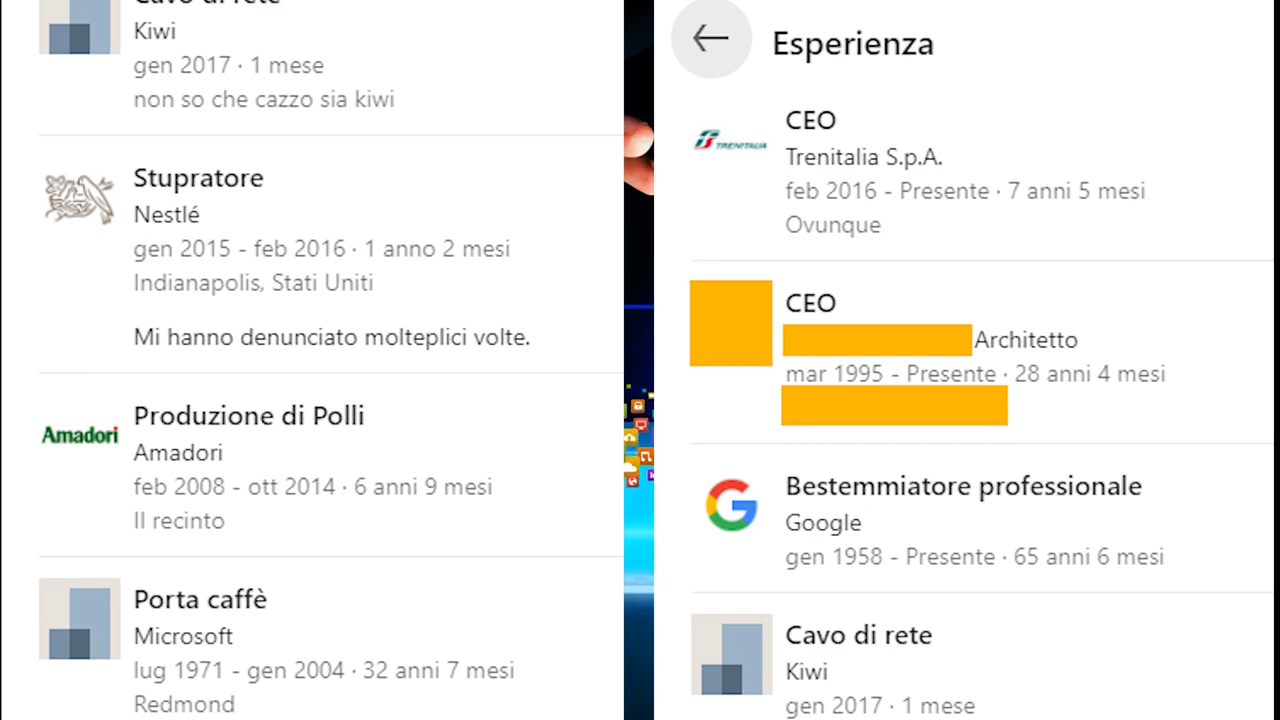 Cavo di rete
Kiwi
gen 2017 · 1 mese
non so che cazzo sia kiwi
Stupratore
Nestlé
gen 2015 - feb 2016 · 1 anno 2 mesi
Indianapolis, Stati Uniti
Mi hanno denunciato molteplici volte.
Amadori
Produzione di Polli
Amadori
feb 2008 - ott 2014 · 6 anni 9 mesi
Il recinto
Porta caffè
Microsoft
lug 1971 - gen 2004 · 32 anni 7 mesi
Redmond
Esperienza
TRENITALIA
CEO
Trenitalia S.p.A.
feb 2016 - Presente · 7 anni 5 mesi
Ovunque
CEO
Architetto
mar 1995 - Presente · 28 anni 4 mesi
Bestemmiatore professionale
Google
gen 1958 - Presente · 65 anni 6 mesi
Cavo di rete
Kiwi
gen 2017 · 1 mese